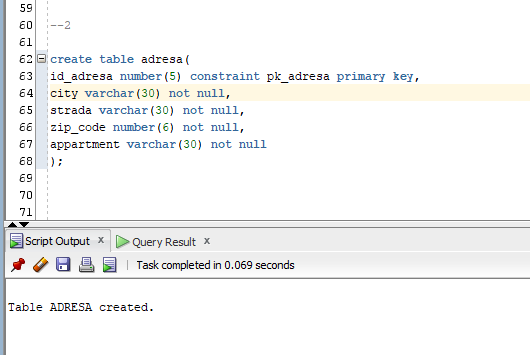 59
60 --2
61
62 create table adresa(
63 id_adresa number(5) constraint pk_adresa primary key,
64 city varchar(30) not null,
65 strada varchar(30) not null,
66 zip_code number(6) not null,
67 appartment varchar(30) not null
68 );
69
70
71
Script Output x Query Result x
Task completed in 0.069 seconds
Table ADRESA created.